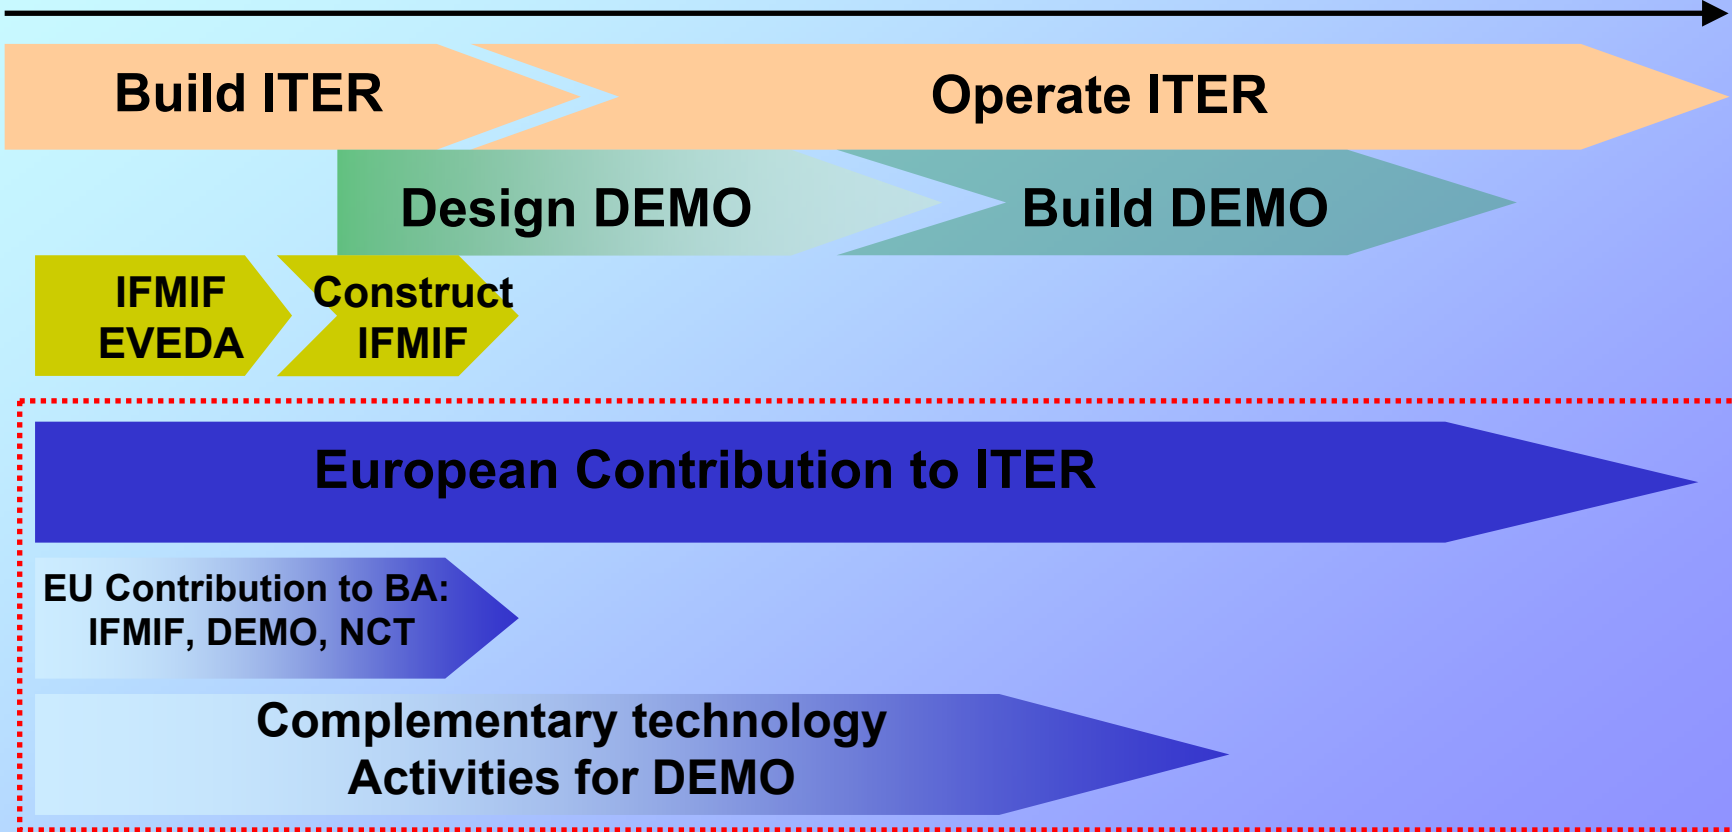 Build ITER
Operate ITER
Design DEMO
Build DEMO
IFMIF
EVEDA
Construct
IFMIF
European Contribution to ITER
EU Contribution to BA:
IFMIF, DEMO, NCT
Complementary technology
Activities for DEMO